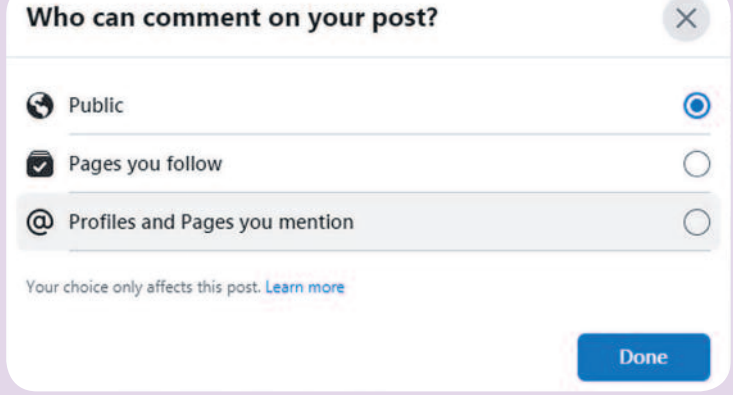 Who can comment on your post?
Public
Pages you follow
@ Profiles and Pages you mention
Your choice only affects this post. Learn more
Done